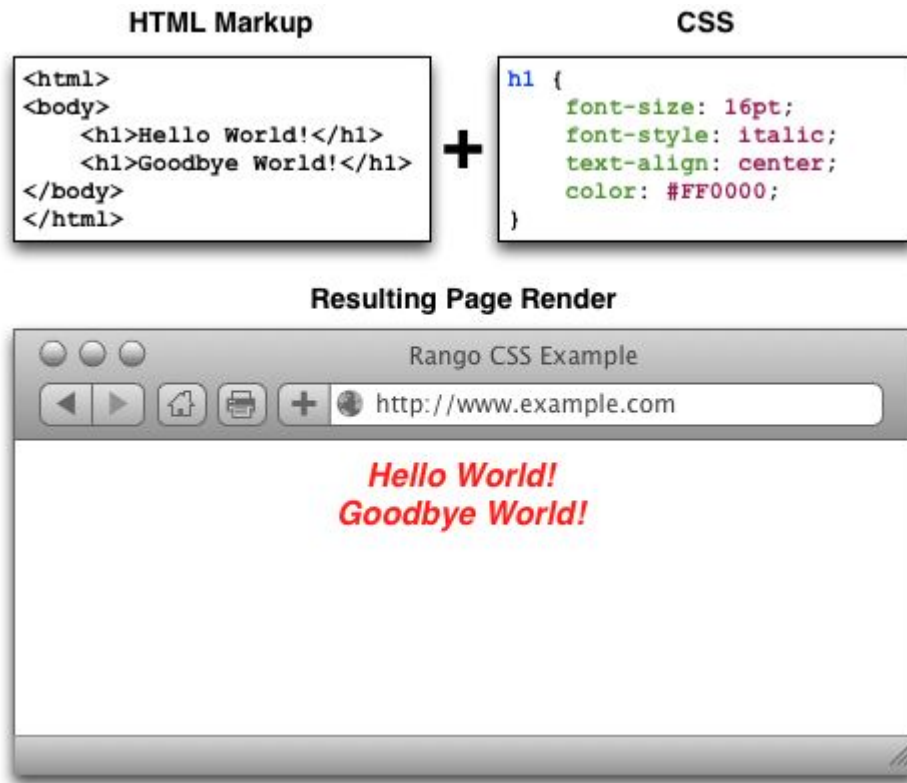 HTML Markup
<html>
<body>
    <h1>Hello World!</h1>
    <h1>Goodbye World!</h1>
</body>
</html>
+
CSS
h1 {
    font-size: 16pt;
    font-style: italic;
    text-align: center;
    color: #FF0000;
}
Resulting Page Render
Rango CSS Example
http://www.example.com
Hello World!
Goodbye World!